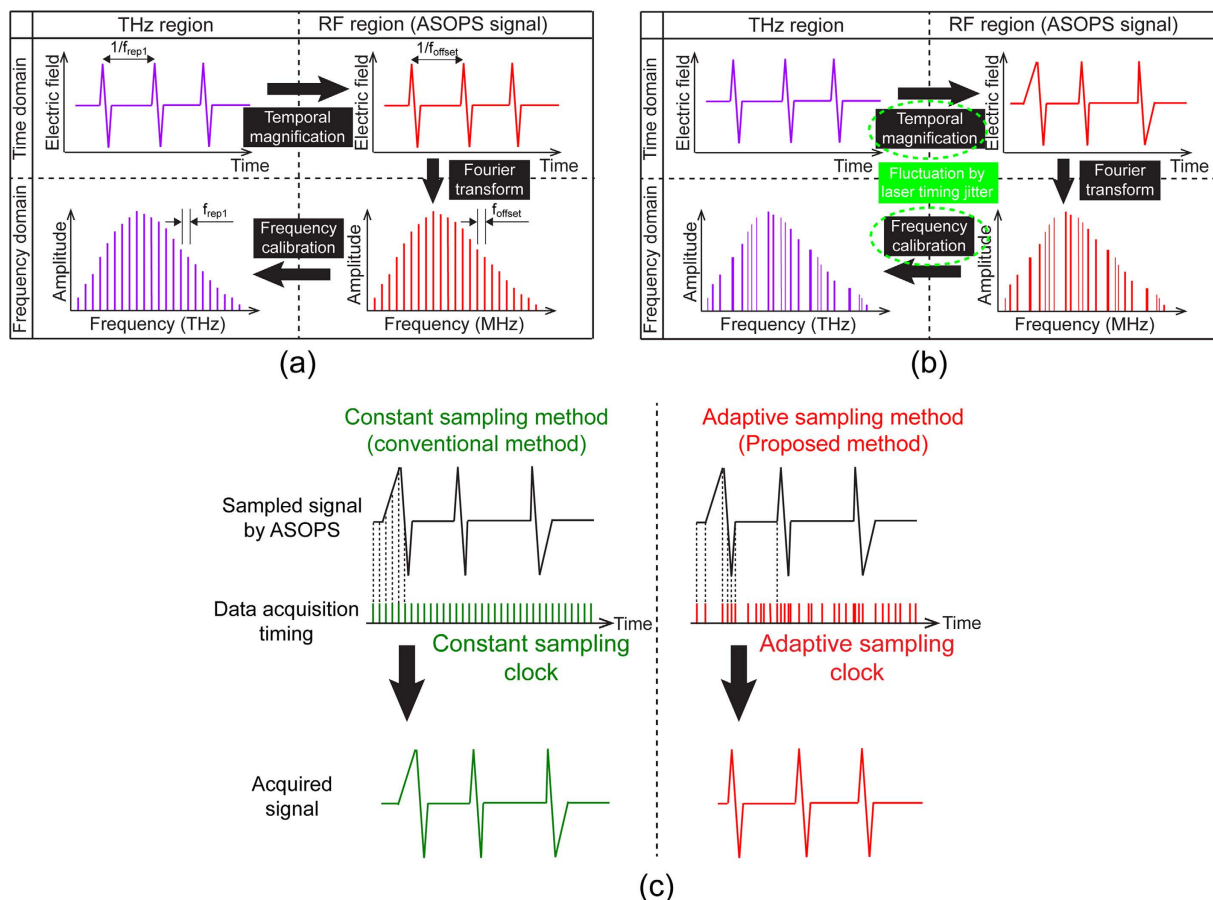 THz region
RF region (ASOPS signal)
Time domain
Electric field
1/frep1
Time
Temporal
magnification
Electric field
1/foffset
Time
Fourier
transform
Frequency domain
Amplitude
frep1
Frequency (THz)
Frequency
calibration
Amplitude
foffset
Frequency (MHz)
(a)
THz region
RF region (ASOPS signal)
Time domain
Electric field
Time
Temporal
magnification
Electric field
Time
Fluctuation by
laser timing jitter
Fourier
transform
Frequency domain
Amplitude
Frequency (THz)
Frequency
calibration
Amplitude
Frequency (MHz)
(b)
Constant sampling method
(conventional method)
Adaptive sampling method
(Proposed method)
Sampled signal
by ASOPS
Data acquisition
timing
Time
Time
Constant sampling
clock
Adaptive sampling
clock
Acquired
signal
(c)